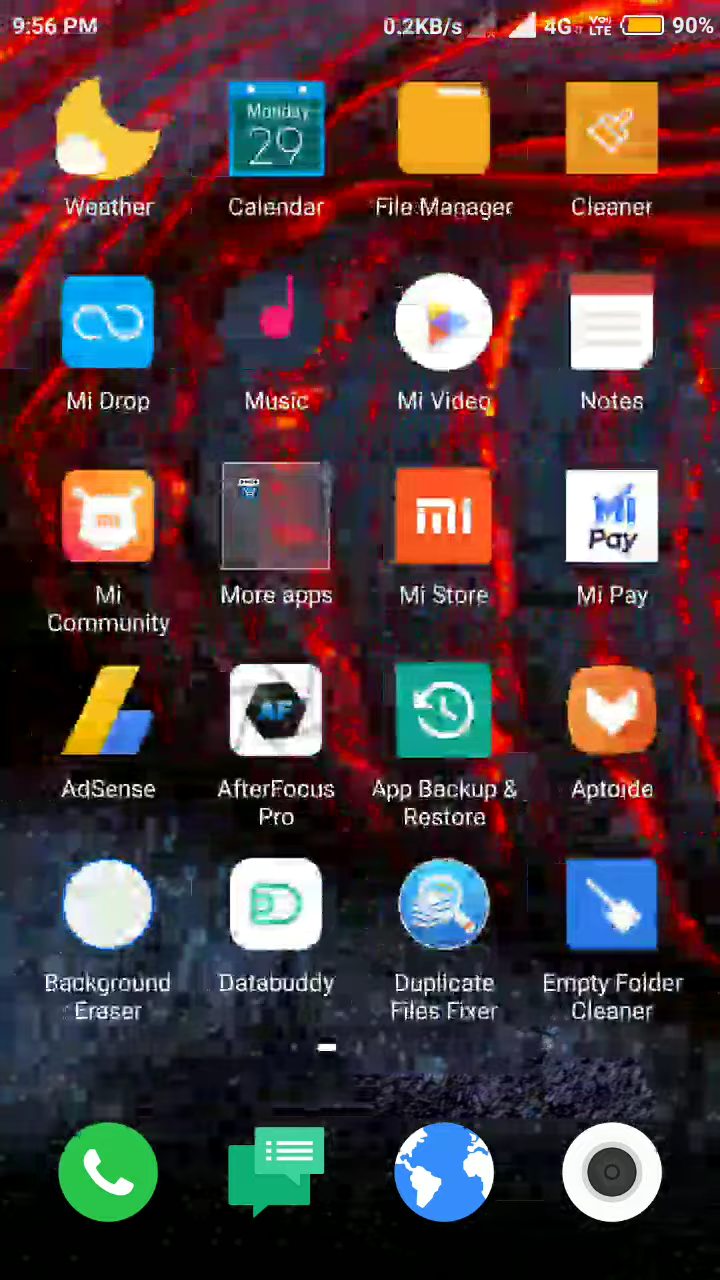 9:56 PM 0.2KB/s 4G Vo) LTE 90%
Monday
29
Weather Calendar File Manager Cleaner
Mi Drop Music Mi Video Notes
mi
Mi
Pay
Mi Community More apps Mi Store Mi Pay
AF
AdSense AfterFocus Pro App Backup & Restore Aptoide
Background Eraser Databuddy Duplicate Files Fixer Empty Folder Cleaner